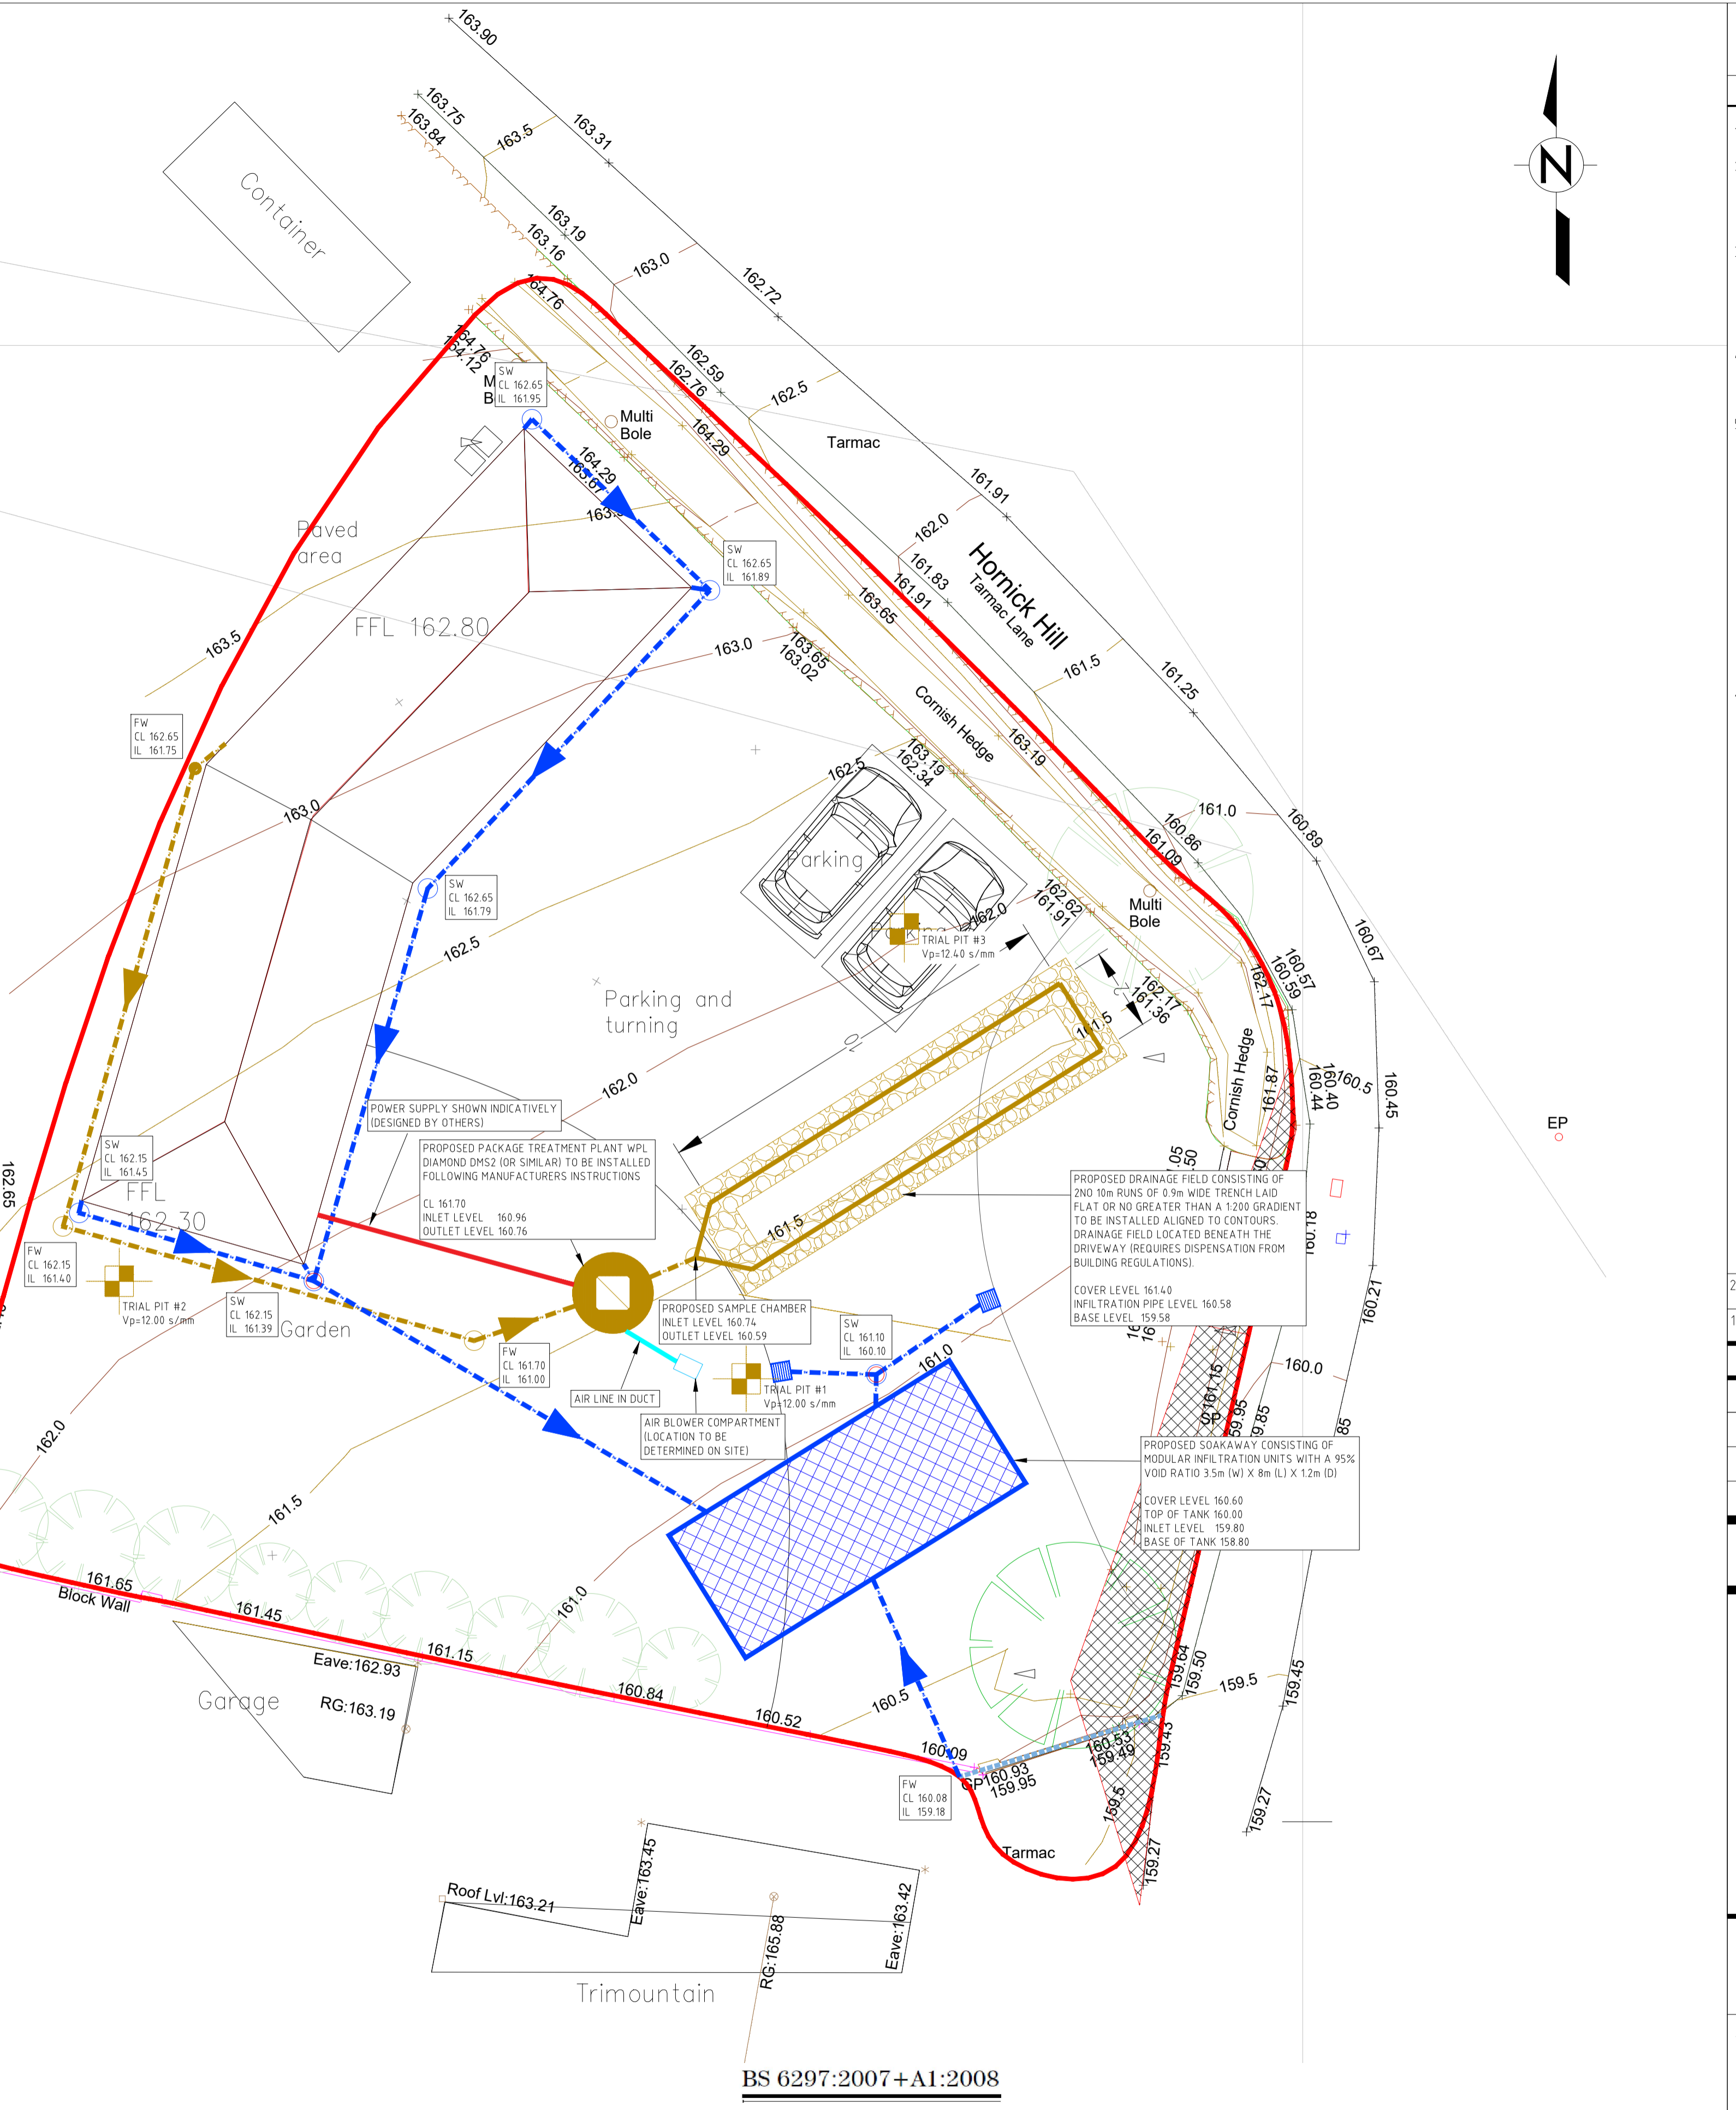 163.90
163.75
163.84
163.5
163.31
Container
163.19
163.16
163.0
N
162.72
164.76
164.76
164.12
SW
CL 162.65
IL 161.95
162.59
162.76
162.5
Multi
Bole
164.29
Tarmac
164.29
163.67
161.91
162.0
Paved
area
SW
CL 162.65
IL 161.89
161.83
161.91
Hornick Hill
Tarmac Lane
FFL 162.80
163.65
163.5
163.65
163.02
163.0
161.5
161.25
Cornish Hedge
FW
CL 162.65
IL 161.75
163.19
163.19
162.34
162.5
163.0
161.0
160.89
160.86
161.09
Parking
SW
CL 162.65
IL 161.79
162.62
161.91
Multi
Bole
162.0
TRIAL PIT #3
Vp=12.40 s/mm
162.5
160.67
160.57
160.59
162.17
162.17
161.36
2
Parking and
turning
161.5
10
Cornish Hedge
161.87
160.40
160.44
160.5
160.45
162.0
EP
POWER SUPPLY SHOWN INDICATIVELY
(DESIGNED BY OTHERS)
PROPOSED PACKAGE TREATMENT PLANT WPL
DIAMOND DMS2 (OR SIMILAR) TO BE INSTALLED
FOLLOWING MANUFACTURERS INSTRUCTIONS
CL 161.70
INLET LEVEL 160.96
OUTLET LEVEL 160.76
SW
CL 162.15
IL 161.45
162.65
FFL
162.30
161.5
PROPOSED DRAINAGE FIELD CONSISTING OF
2NO 10m RUNS OF 0.9m WIDE TRENCH LAID
FLAT OR NO GREATER THAN A 1:200 GRADIENT
TO BE INSTALLED ALIGNED TO CONTOURS.
DRAINAGE FIELD LOCATED BENEATH THE
DRIVEWAY (REQUIRES DISPENSATION FROM
BUILDING REGULATIONS).
COVER LEVEL 161.40
INFILTRATION PIPE LEVEL 160.58
BASE LEVEL 159.58
FW
CL 162.15
IL 161.40
TRIAL PIT #2
Vp=12.00 s/mm
SW
CL 162.15
IL 161.39
Garden
PROPOSED SAMPLE CHAMBER
INLET LEVEL 160.74
OUTLET LEVEL 160.59
SW
CL 161.10
IL 160.10
160.21
FW
CL 161.70
IL 161.00
161.0
160.0
AIR LINE IN DUCT
TRIAL PIT #1
Vp=12.00 s/mm
161.15
SP
AIR BLOWER COMPARTMENT
(LOCATION TO BE
DETERMINED ON SITE)
162.0
PROPOSED SOAKAWAY CONSISTING OF
MODULAR INFILTRATION UNITS WITH A 95%
VOID RATIO 3.5m (W) X 8m (L) X 1.2m (D)
COVER LEVEL 160.60
TOP OF TANK 160.00
INLET LEVEL 159.80
BASE OF TANK 158.80
161.5
161.65
Block Wall
161.45
161.0
161.15
Eave:162.93
Garage
RG:163.19
160.84
160.52
160.5
159.64
159.50
159.5
159.45
160.09
160.53
159.49
159.43
FW
CL 160.08
IL 159.18
GP
160.93
159.95
159.5
159.27
159.27
Tarmac
Eave:163.45
Roof Lvl:163.21
RG:165.88
Eave:163.42
Trimountain
BS 6297:2007+A1:2008